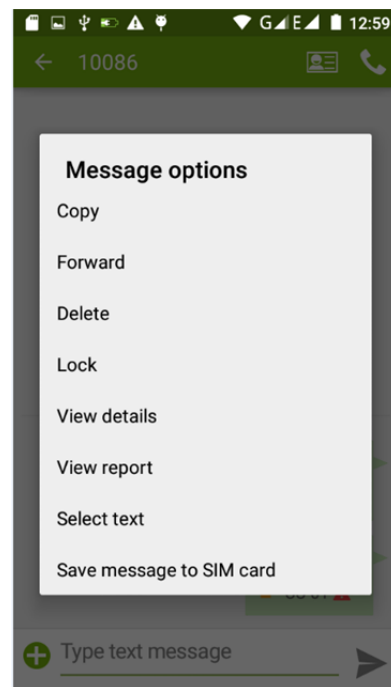 G E 12:59
10086
Message options
Copy
Forward
Delete
Lock
View details
View report
Select text
Save message to SIM card
Type text message